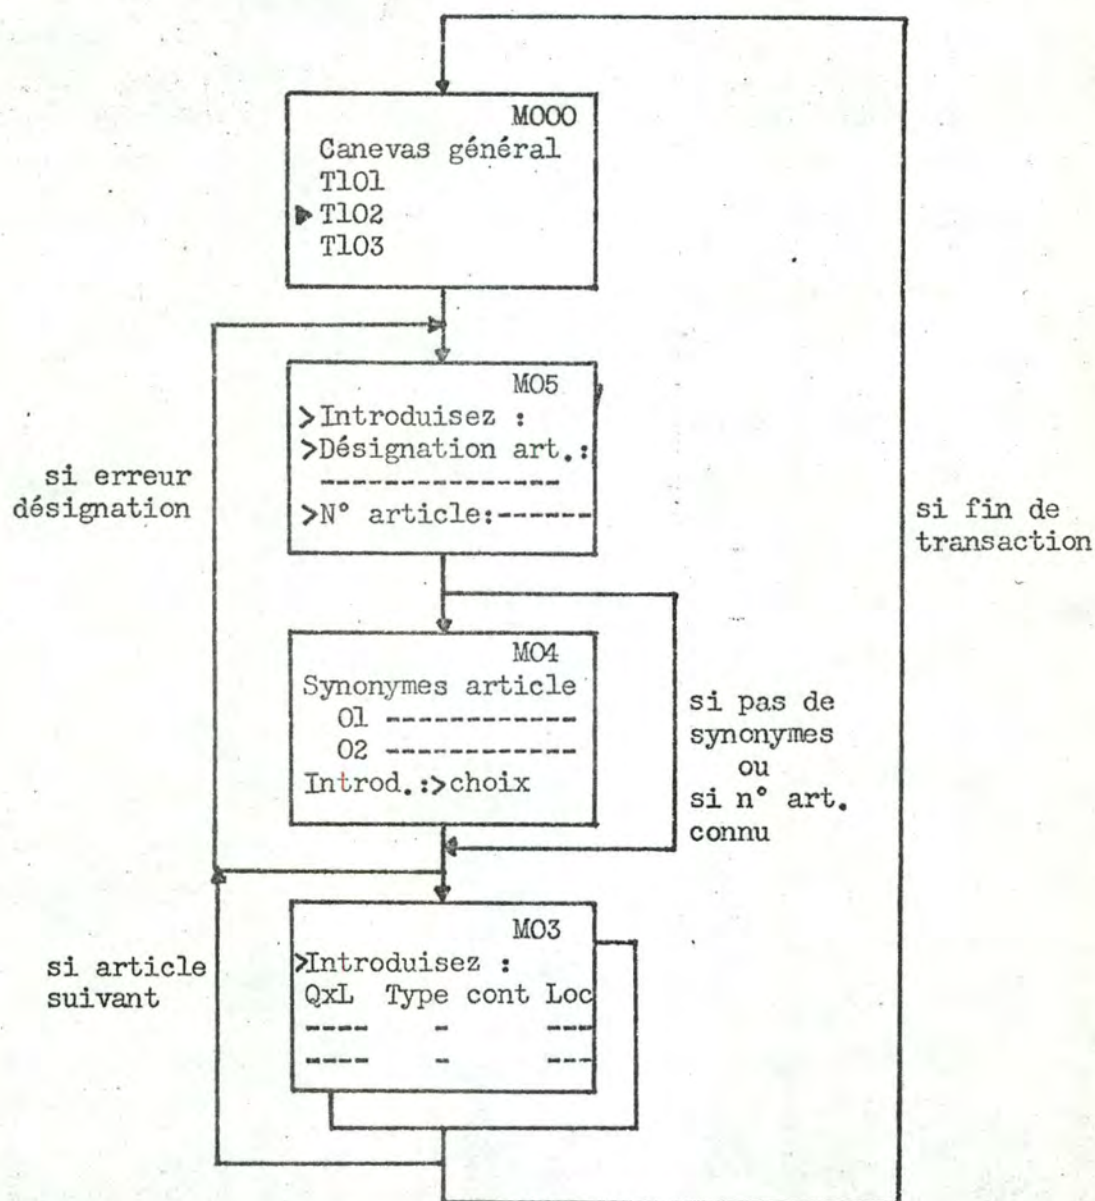 M000
Canevas général
T101
T102
T103
M05
>Introduisez :
>Désignation art.:
---------------
>N° article:------
si erreur
désignation
si fin de
transaction
M04
Synonymes article
01 ------------
02 ------------
Introd.:>choix
si pas de
synonymes
ou
si n° art.
connu
M03
>Introduisez :
QxL Type cont Loc
---- - ---
---- - ---
si article
suivant